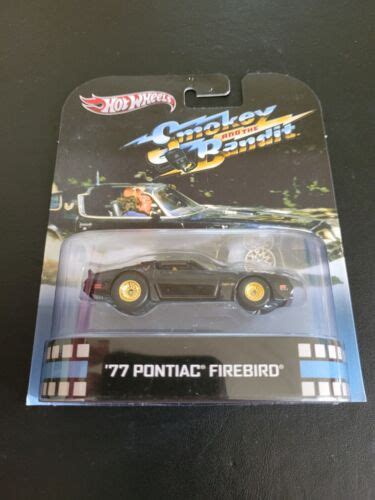 HOT WHEELS
Smokey
AND THE
Bandit
'77 PONTIAC® FIREBIRD®